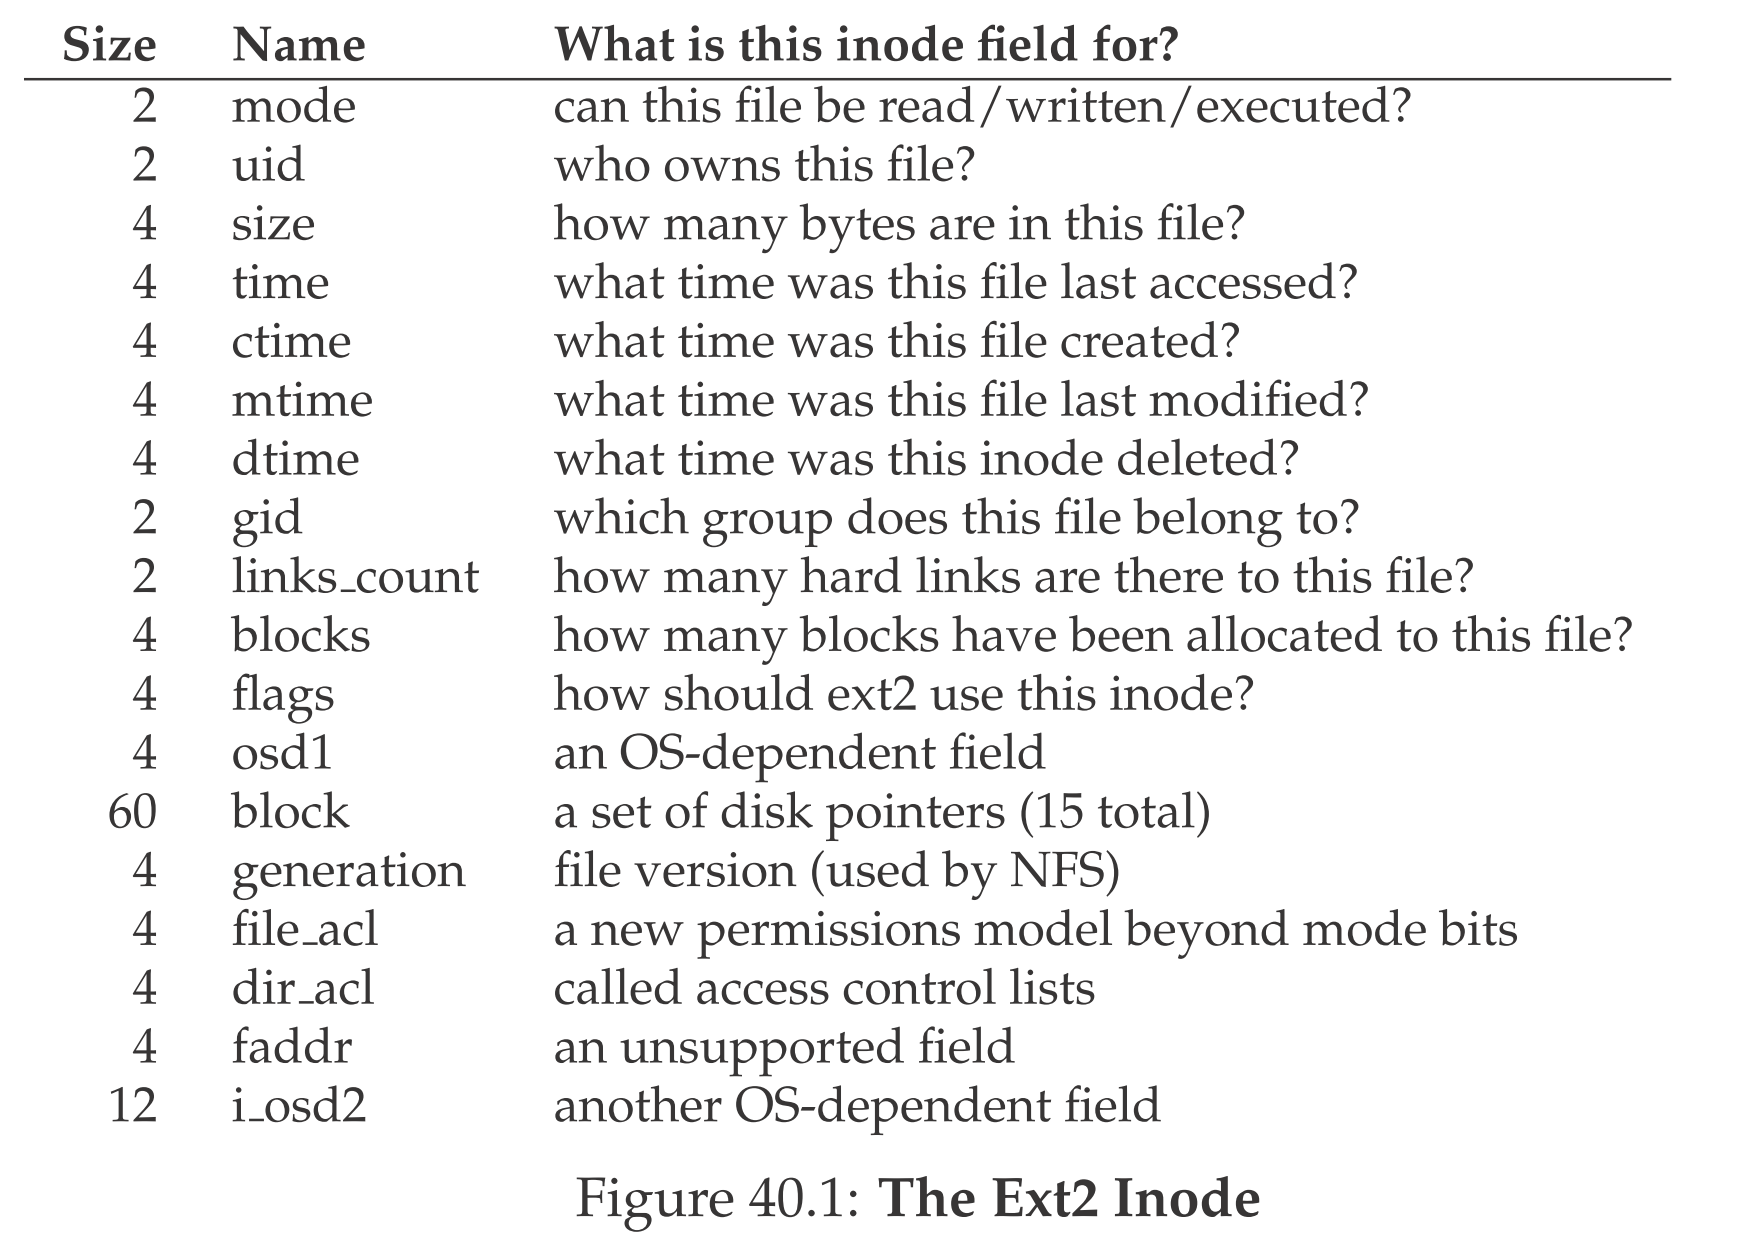 Size Name What is this inode field for?
2 mode can this file be read/written/executed?
2 uid who owns this file?
4 size how many bytes are in this file?
4 time what time was this file last accessed?
4 ctime what time was this file created?
4 mtime what time was this file last modified?
4 dtime what time was this inode deleted?
2 gid which group does this file belong to?
2 links_count how many hard links are there to this file?
4 blocks how many blocks have been allocated to this file?
4 flags how should ext2 use this inode?
4 osd1 an OS-dependent field
60 block a set of disk pointers (15 total)
4 generation file version (used by NFS)
4 file_acl a new permissions model beyond mode bits
4 dir_acl called access control lists
4 faddr an unsupported field
12 i_osd2 another OS-dependent field
Figure 40.1: The Ext2 Inode